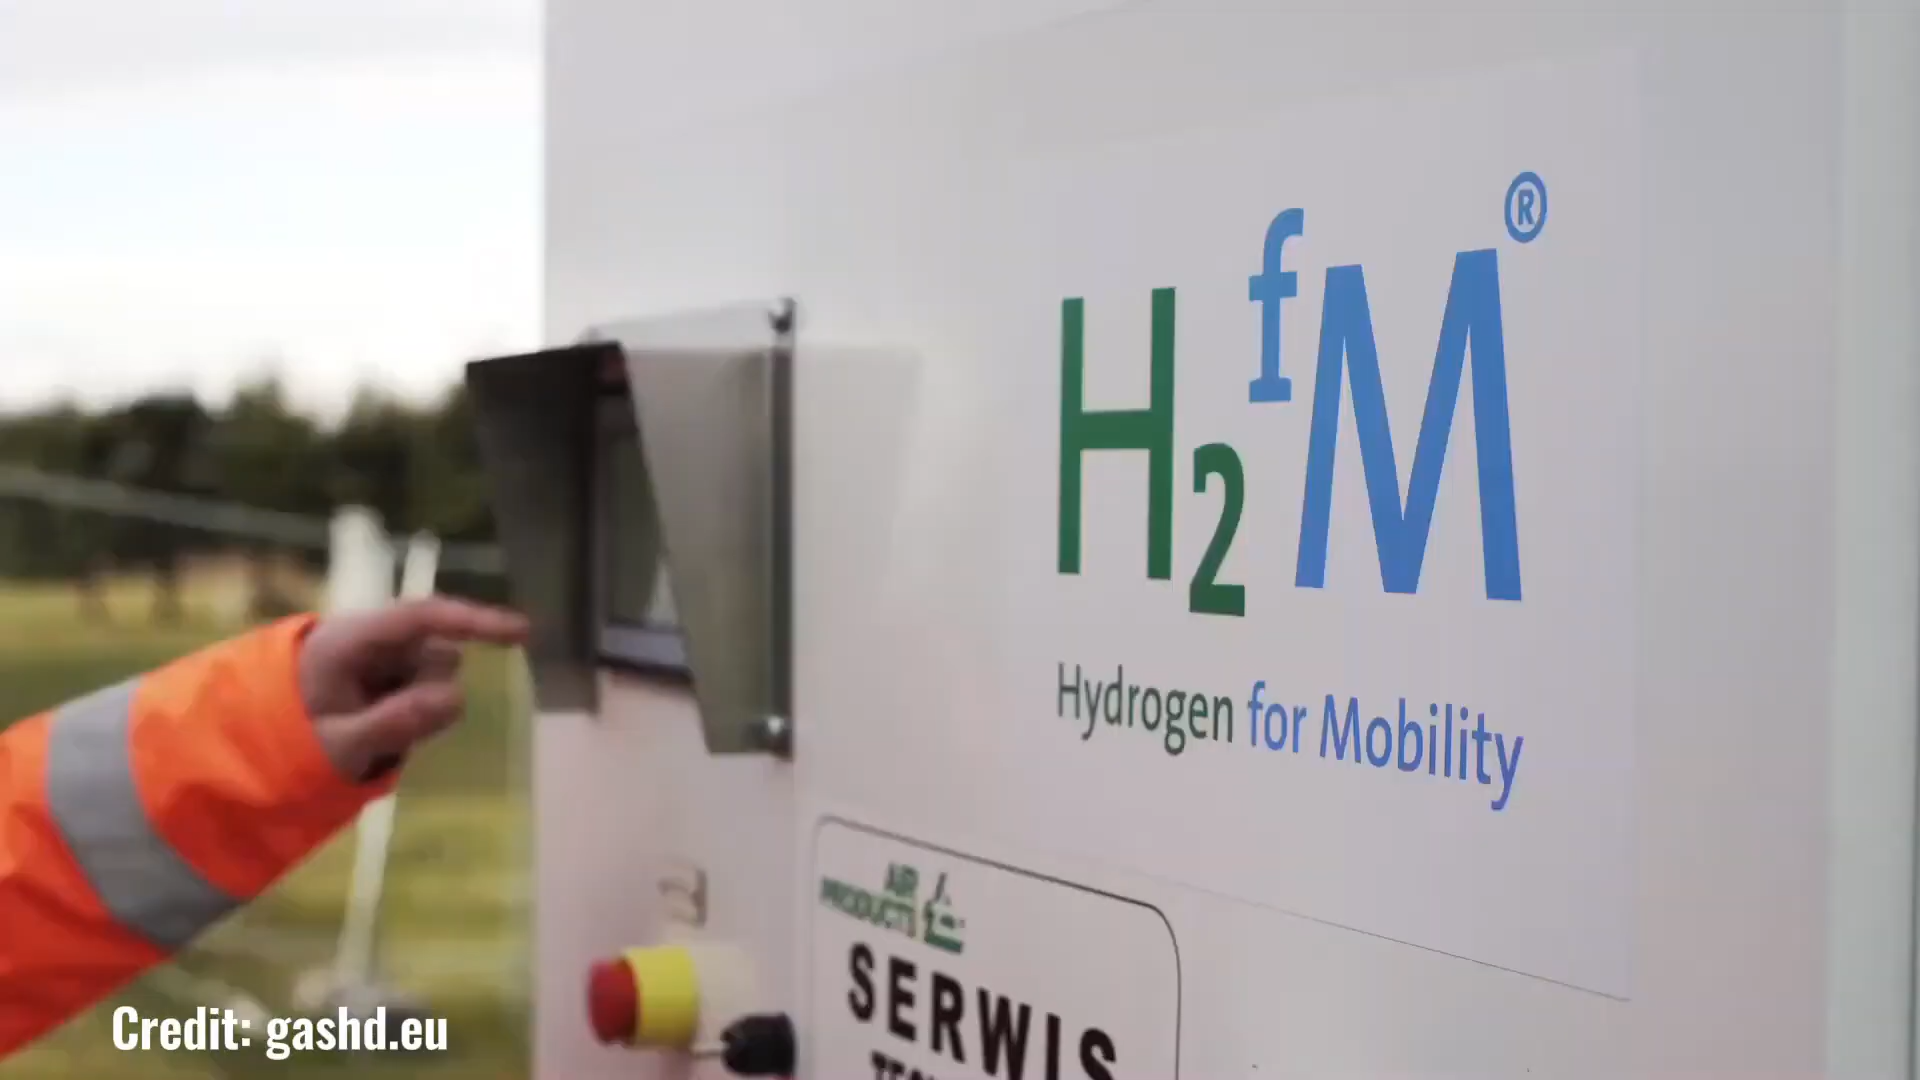 H2fM®
Hydrogen for Mobility
AIR
PRODUCTS
SERWIS
Credit: gashd.eu